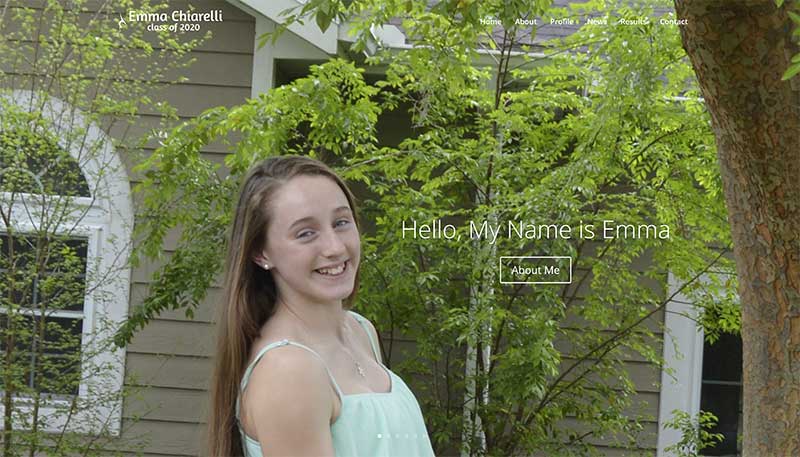 Emma Chiarelli
class of 2020
Home About Profile News Results Contact
Hello, My Name is Emma
About Me